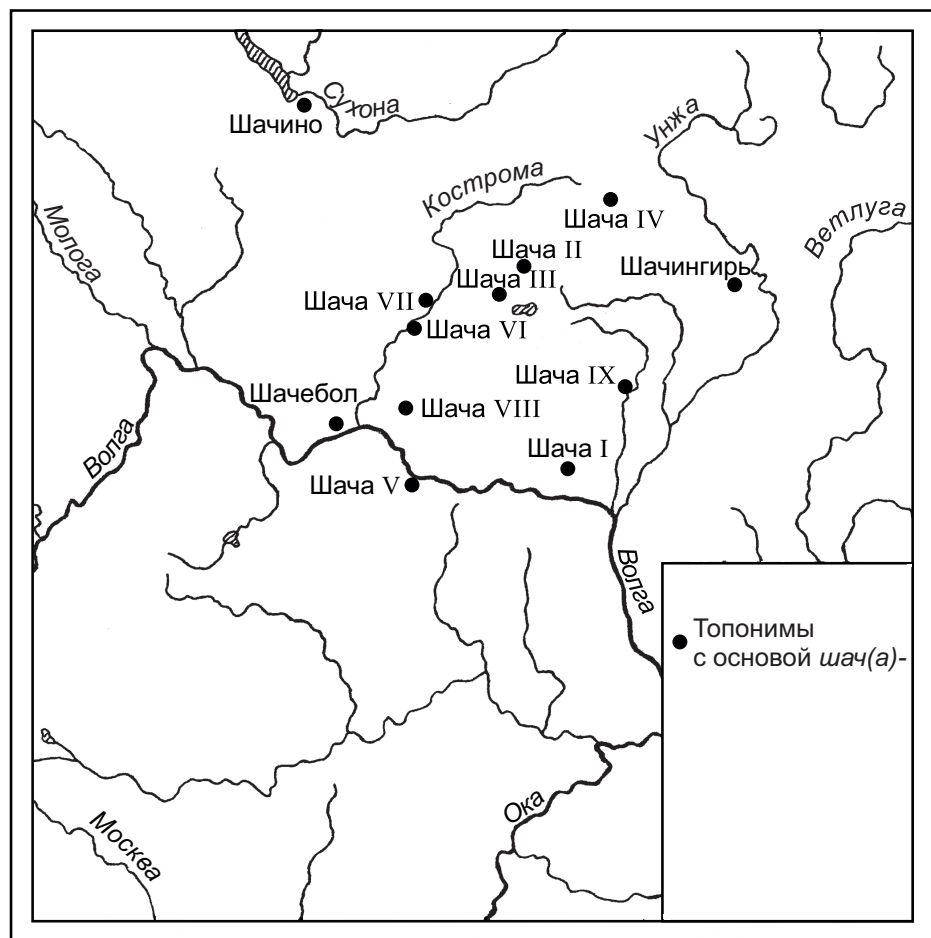 Сухона
Шачино
Унжа
Кострома
Шача IV
Молога
Ветлуга
Шача II
Шачингирь
Шача III
Шача VII
Шача VI
Шача IX
Шачебол
Шача VIII
Волга
Шача I
Шача V
Волга
Топонимы
с основой шач(а)-
Ока
Москва